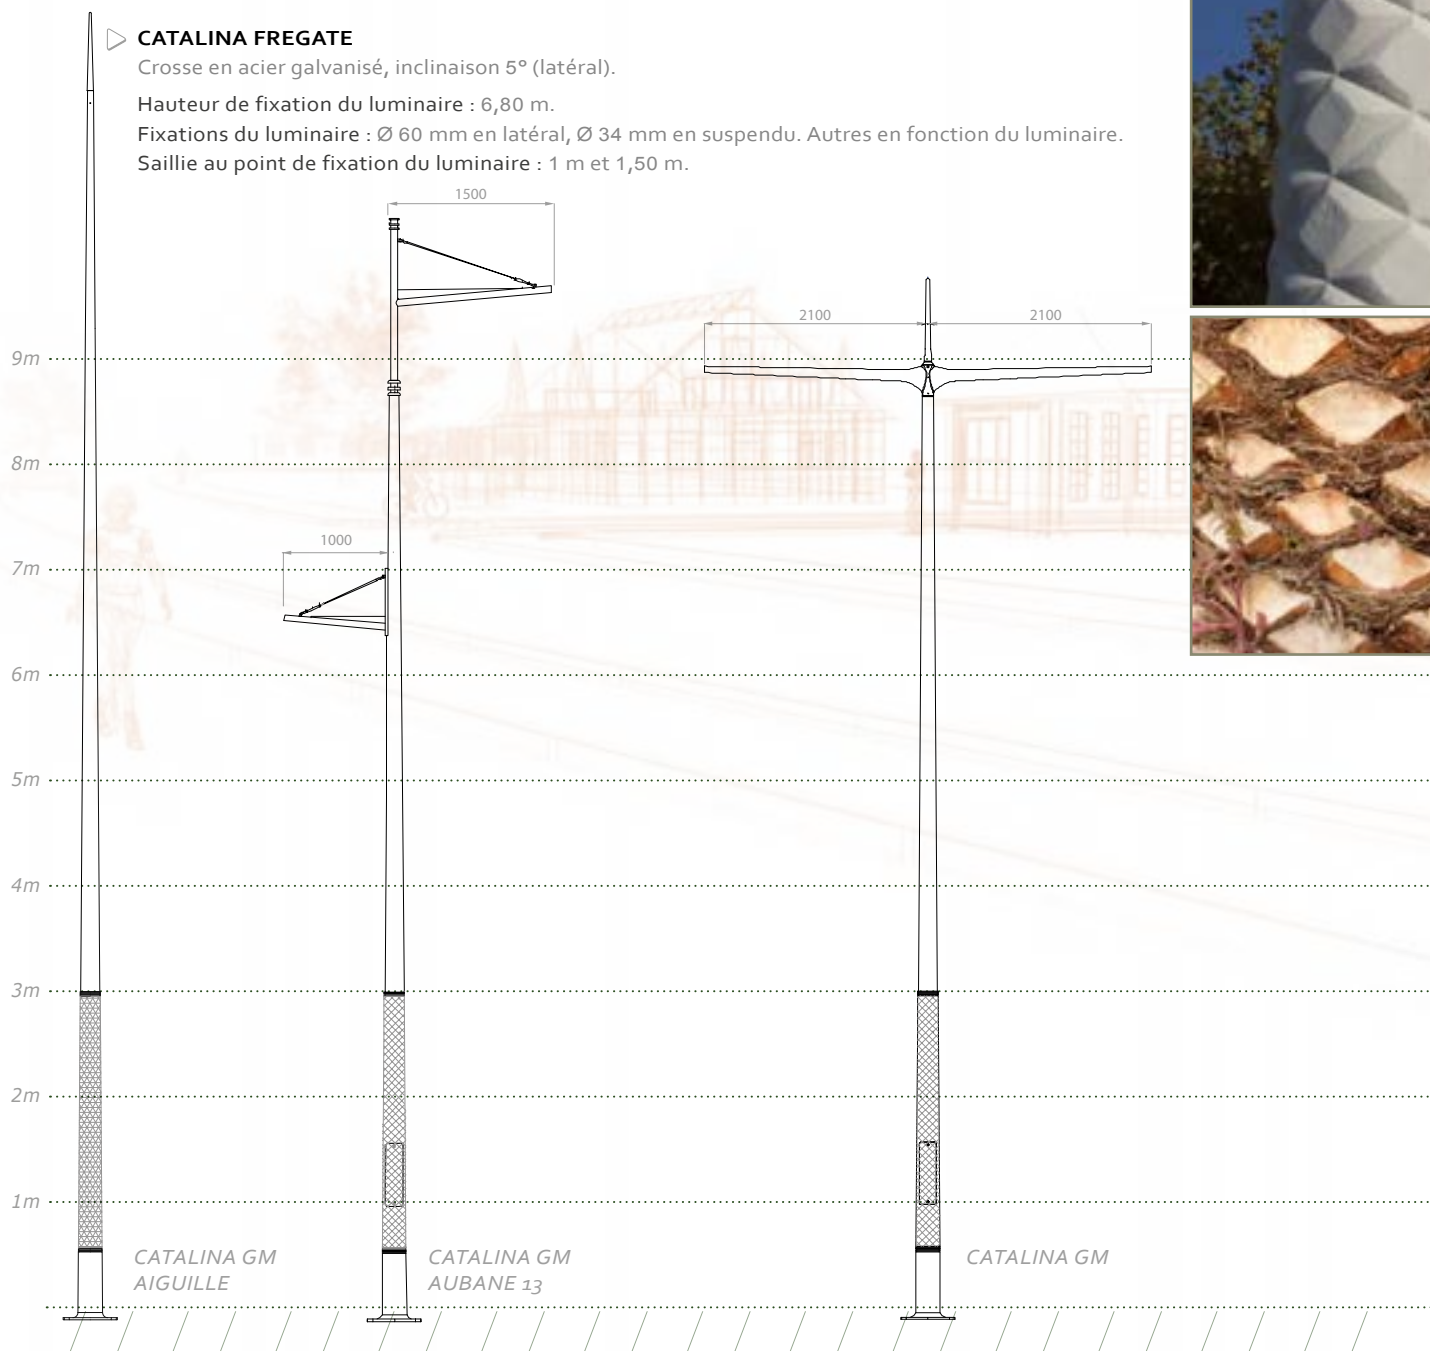 CATALINA FREGATE
Crosse en acier galvanisé, inclinaison 5° (latéral).
Hauteur de fixation du luminaire : 6,80 m.
Fixations du luminaire : Ø 60 mm en latéral, Ø 34 mm en suspendu. Autres en fonction du luminaire.
Saillie au point de fixation du luminaire : 1 m et 1,50 m.
1500
2100
2100
9m
8m
1000
7m
6m
5m
4m
3m
2m
1m
CATALINA GM
AIGUILLE
CATALINA GM
AUBANE 13
CATALINA GM